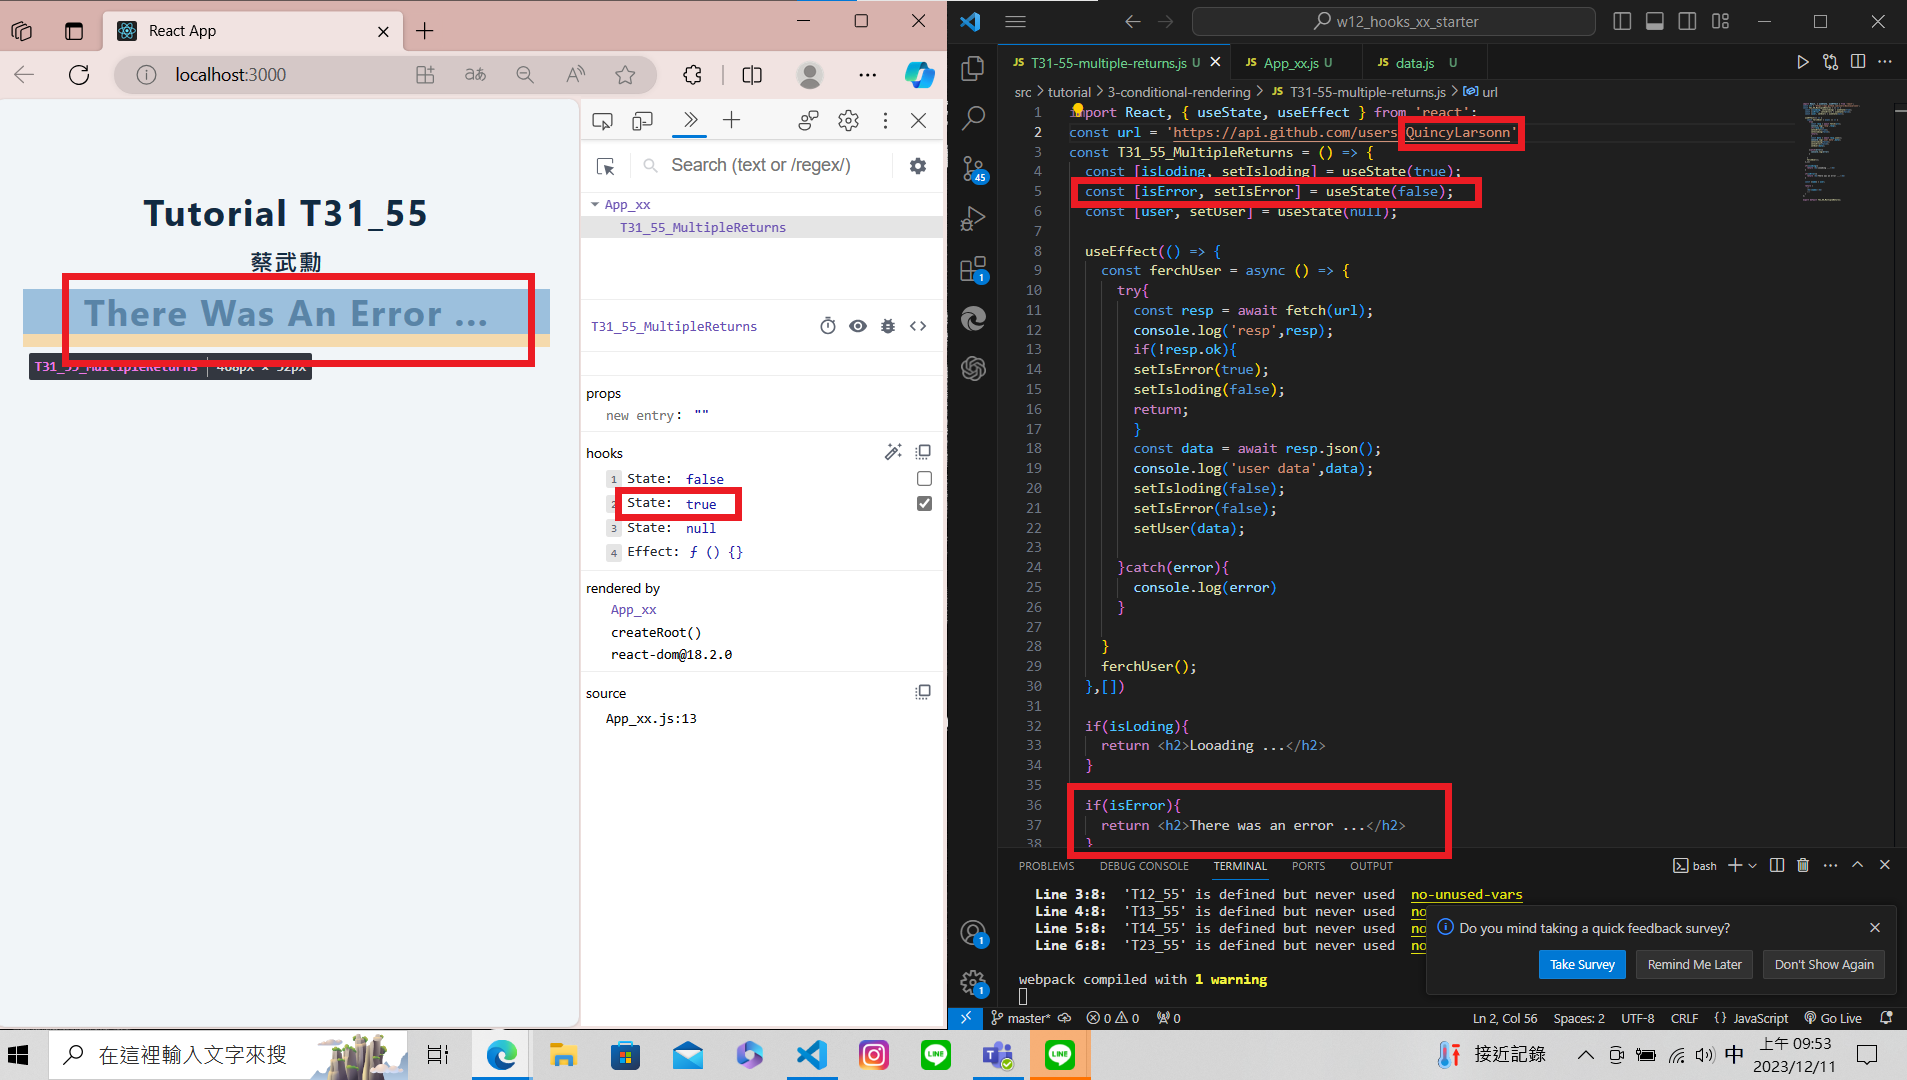 React App
localhost:3000
Tutorial T31_55
蔡武勳
There Was An Error ...
T31_55_MultipleReturns
468px × 52px
Search (text or /regex/)
App_xx
T31_55_MultipleReturns
T31_55_MultipleReturns
props
new entry: ""
hooks
1 State: false
2 State: true
3 State: null
4 Effect: ƒ () {}
rendered by
App_xx
createRoot()
react-dom@18.2.0
source
App_xx.js:13
w12_hooks_xx_starter
JS T31-55-multiple-returns.js U
JS App_xx.js U
JS data.js U
src > tutorial > 3-conditional-rendering > JS T31-55-multiple-returns.js > url
1 import React, { useState, useEffect } from 'react';
2 const url = 'https://api.github.com/users/QuincyLarsonn'
3 const T31_55_MultipleReturns = () => {
4 const [isLoding, setIsloding] = useState(true);
5 const [isError, setIsError] = useState(false);
6 const [user, setUser] = useState(null);
7
8 useEffect(() => {
9 const ferchUser = async () => {
10 try{
11 const resp = await fetch(url);
12 console.log('resp',resp);
13 if(!resp.ok){
14 setIsError(true);
15 setIsloding(false);
16 return;
17 }
18 const data = await resp.json();
19 console.log('user data',data);
20 setIsloding(false);
21 setIsError(false);
22 setUser(data);
23
24 }catch(error){
25 console.log(error)
26 }
27
28 }
29 ferchUser();
30 },[])
31
32 if(isLoding){
33 return <h2>Looading ...</h2>
34 }
35
36 if(isError){
37 return <h2>There was an error ...</h2>
38 }
PROBLEMS DEBUG CONSOLE TERMINAL PORTS OUTPUT
bash
Line 3:8: 'T12_55' is defined but never used no-unused-vars
Line 4:8: 'T13_55' is defined but never used no
Line 5:8: 'T14_55' is defined but never used no
Line 6:8: 'T23_55' is defined but never used no
webpack compiled with 1 warning
Do you mind taking a quick feedback survey?
Take Survey
Remind Me Later
Don't Show Again
45
1
1
1
master* 0 0 0
Ln 2, Col 56 Spaces: 2 UTF-8 CRLF {} JavaScript Go Live
在這裡輸入文字來搜
LINE
LINE
接近記錄
中
上午 09:53
2023/12/11